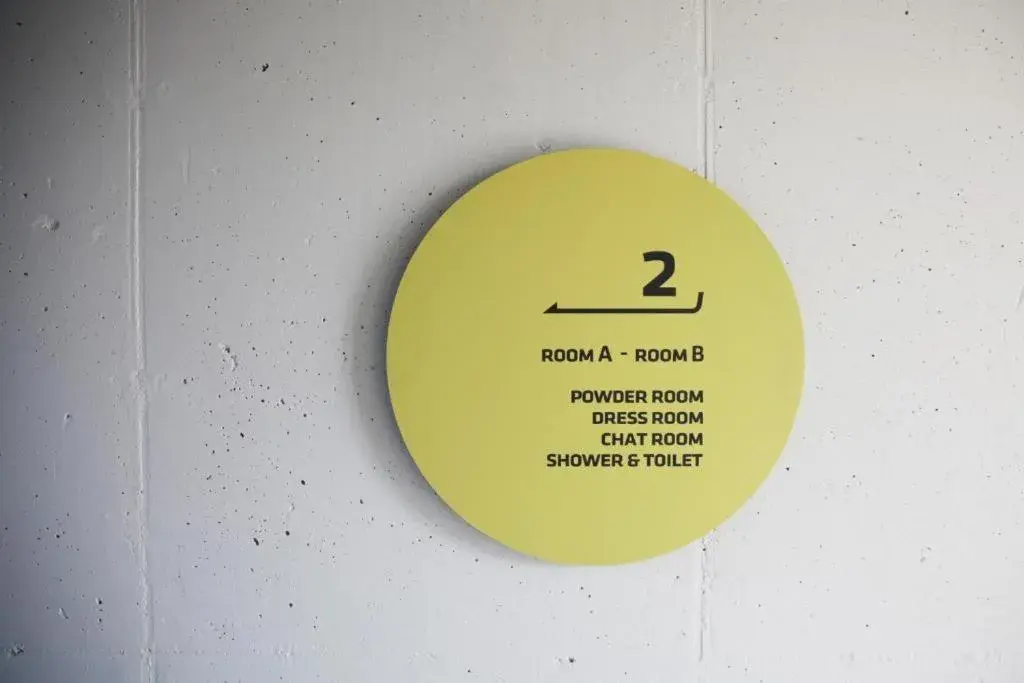 2
ROOM A - ROOM B
POWDER ROOM
DRESS ROOM
CHAT ROOM
SHOWER & TOILET